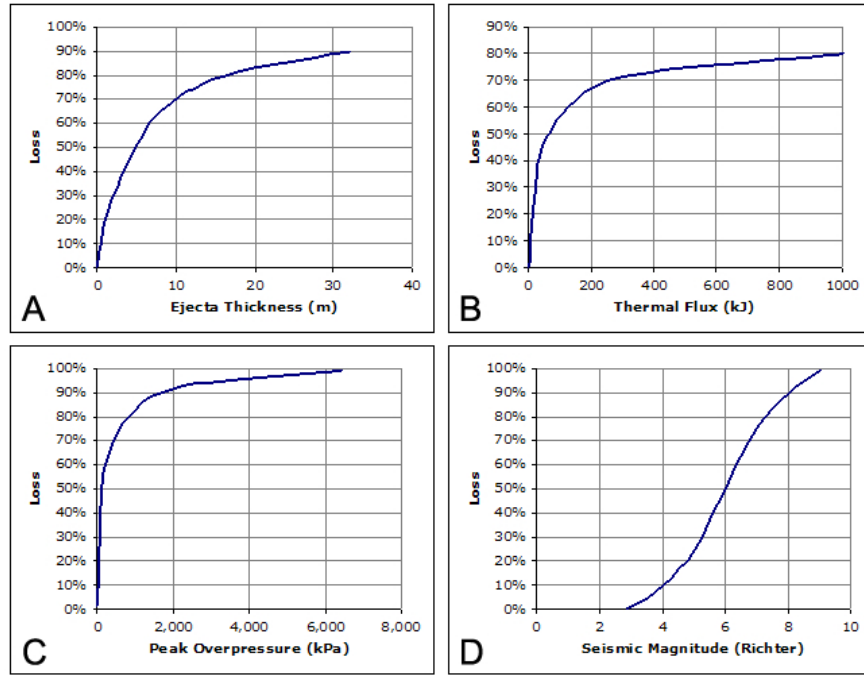 100%
90%
80%
70%
60%
50%
40%
30%
20%
10%
0%
Loss
0 10 20 30 40
Ejecta Thickness (m)
A
90%
80%
70%
60%
50%
40%
30%
20%
10%
0%
Loss
0 200 400 600 800 1000
Thermal Flux (kJ)
B
100%
90%
80%
70%
60%
50%
40%
30%
20%
10%
0%
Loss
0 2,000 4,000 6,000 8,000
Peak Overpressure (kPa)
C
100%
90%
80%
70%
60%
50%
40%
30%
20%
10%
0%
Loss
0 2 4 6 8 10
Seismic Magnitude (Richter)
D